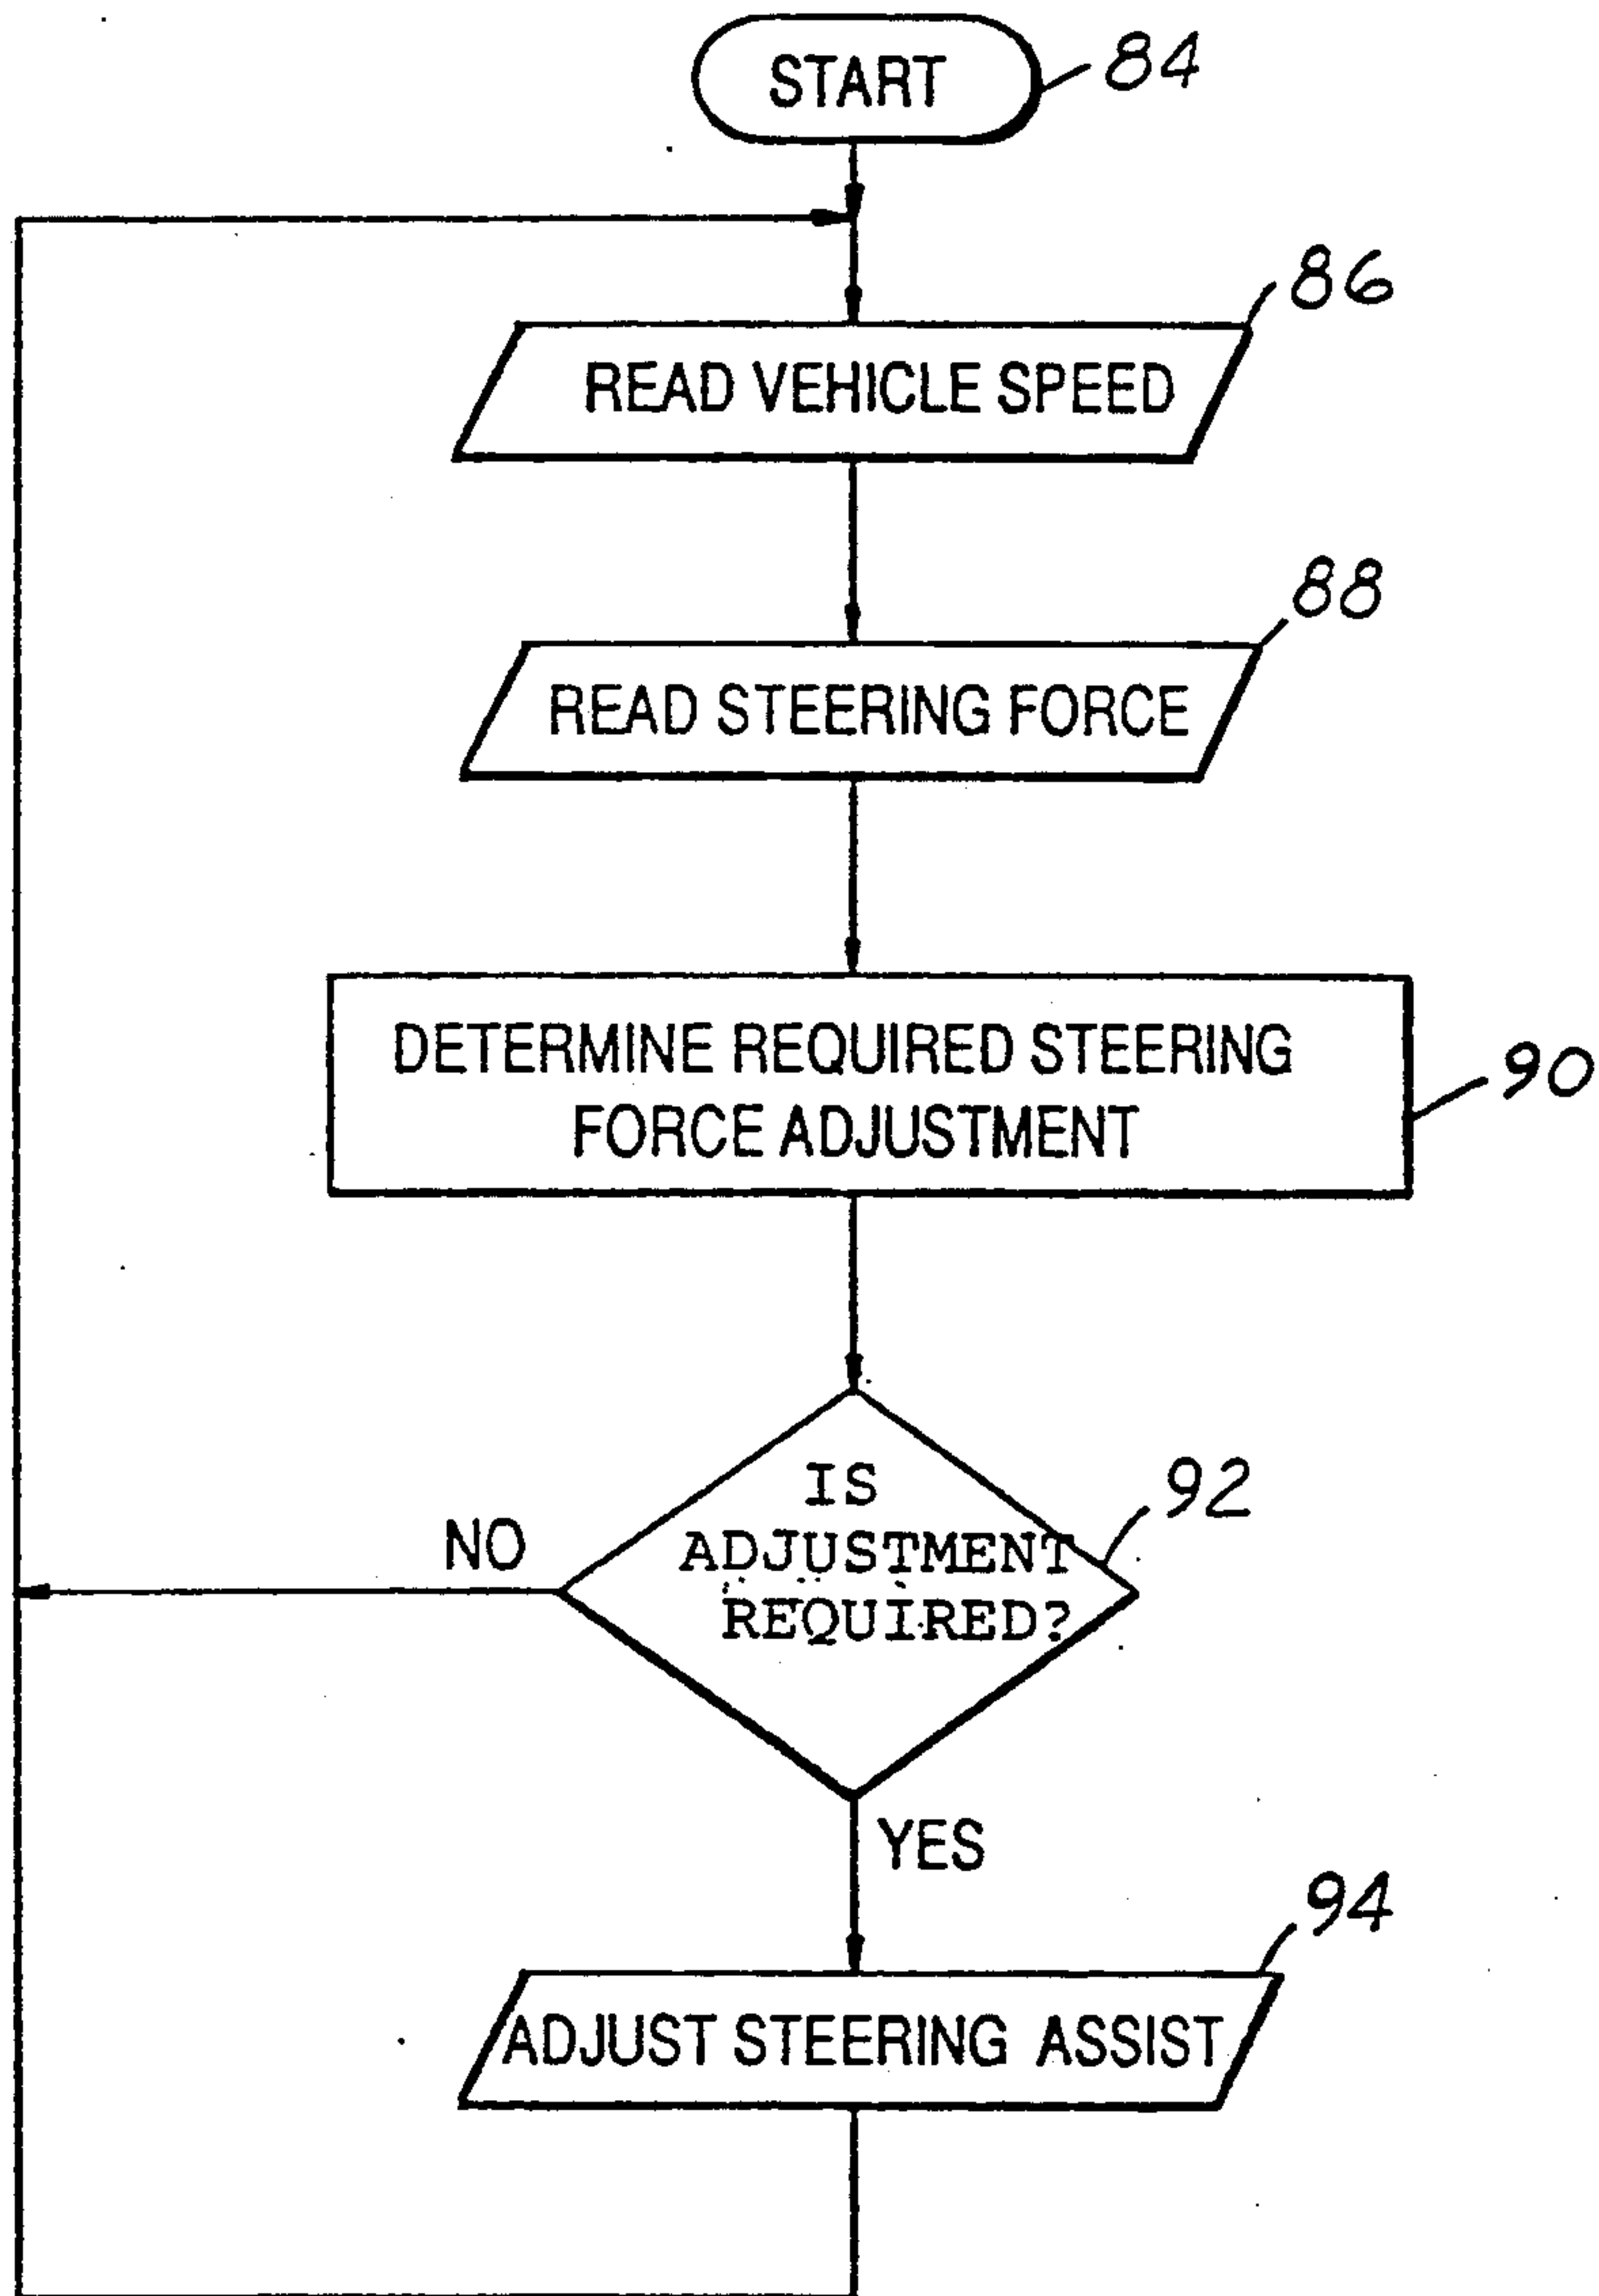 START
84
86
READ VEHICLE SPEED
88
READ STEERING FORCE
DETERMINE REQUIRED STEERING
FORCE ADJUSTMENT
90
IS
ADJUSTMENT
REQUIRED?
92
NO
YES
94
ADJUST STEERING ASSIST